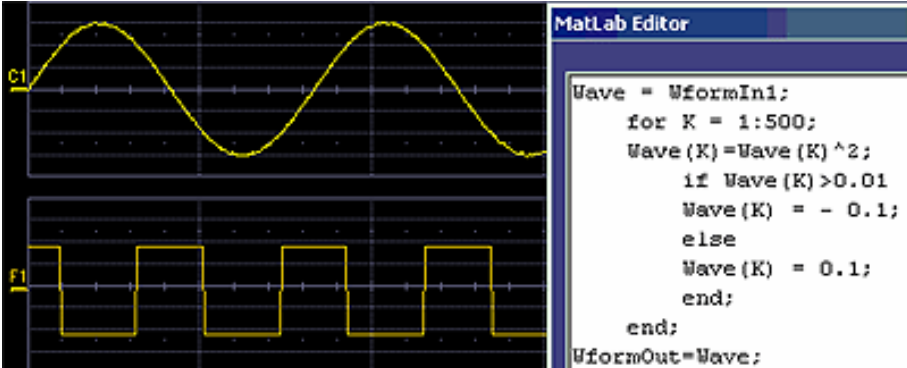 C1
F1
MatLab Editor
Wave = WformIn1;
for K = 1:500;
Wave(K)=Wave(K)^2;
if Wave(K)>0.01
Wave(K) = - 0.1;
else
Wave(K) = 0.1;
end;
end;
WformOut=Wave;